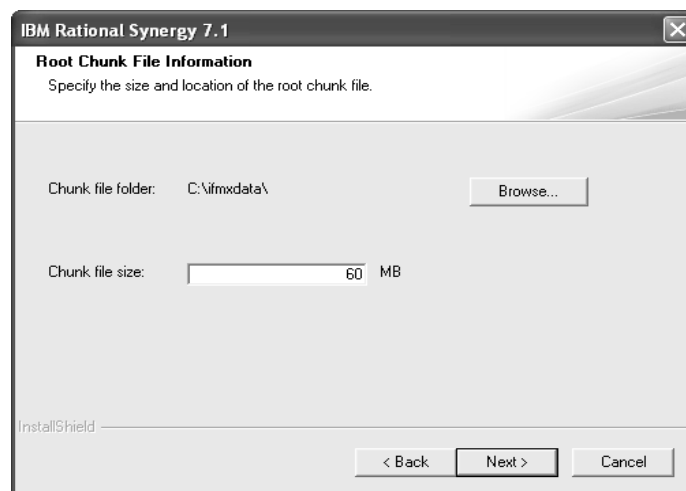 IBM Rational Synergy 7.1
Root Chunk File Information
Specify the size and location of the root chunk file.
Chunk file folder: C:\ifmxdata\ Browse...
Chunk file size: 60 MB
InstallShield
< Back Next > Cancel